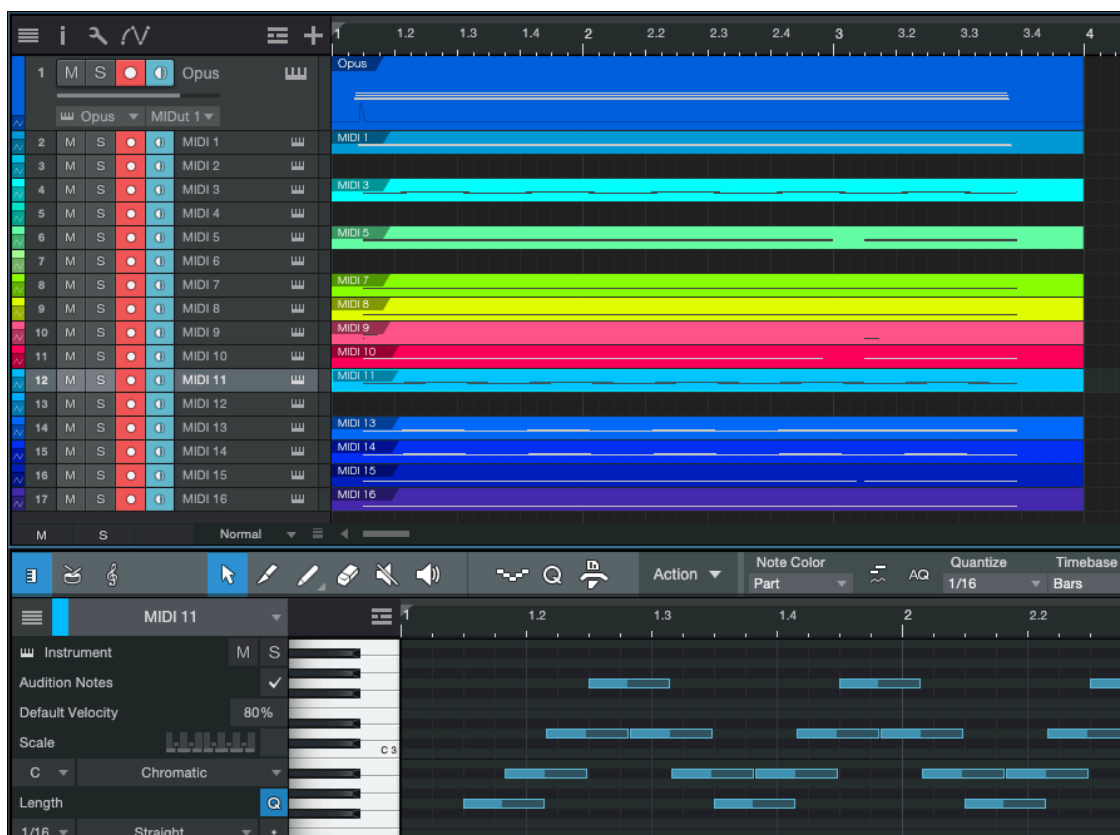 1 1.2 1.3 1.4 2 2.2 2.3 2.4 3 3.2 3.3 3.4 4
1 M S Opus
Opus
Opus MIDut 1
2 M S MIDI 1
MIDI 1
3 M S MIDI 2
4 M S MIDI 3
MIDI 3
5 M S MIDI 4
6 M S MIDI 5
MIDI 5
7 M S MIDI 6
8 M S MIDI 7
MIDI 7
9 M S MIDI 8
MIDI 8
10 M S MIDI 9
MIDI 9
11 M S MIDI 10
MIDI 10
12 M S MIDI 11
MIDI 11
13 M S MIDI 12
14 M S MIDI 13
MIDI 13
15 M S MIDI 14
MIDI 14
16 M S MIDI 15
MIDI 15
17 M S MIDI 16
MIDI 16
M S Normal
Action
Note Color
Part
AQ
Quantize
1/16
Timebase
Bars
MIDI 11
1 1.2 1.3 1.4 2 2.2
Instrument M S
Audition Notes
Default Velocity 80%
Scale
C 3
C Chromatic
Length Q
1/16 Straight